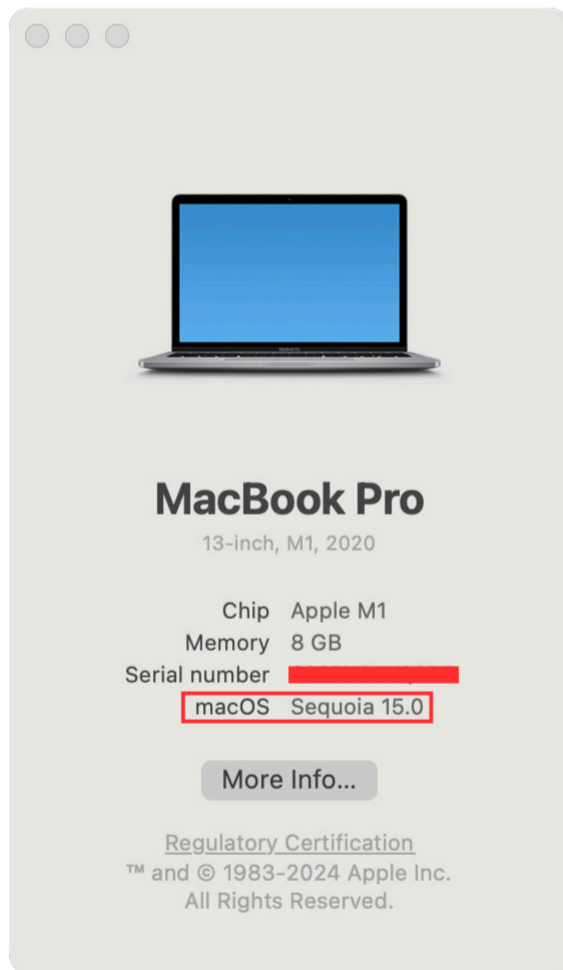 MacBook Pro
13-inch, M1, 2020
Chip Apple M1
Memory 8 GB
Serial number
macOS Sequoia 15.0
More Info...
Regulatory Certification
™ and © 1983-2024 Apple Inc.
All Rights Reserved.